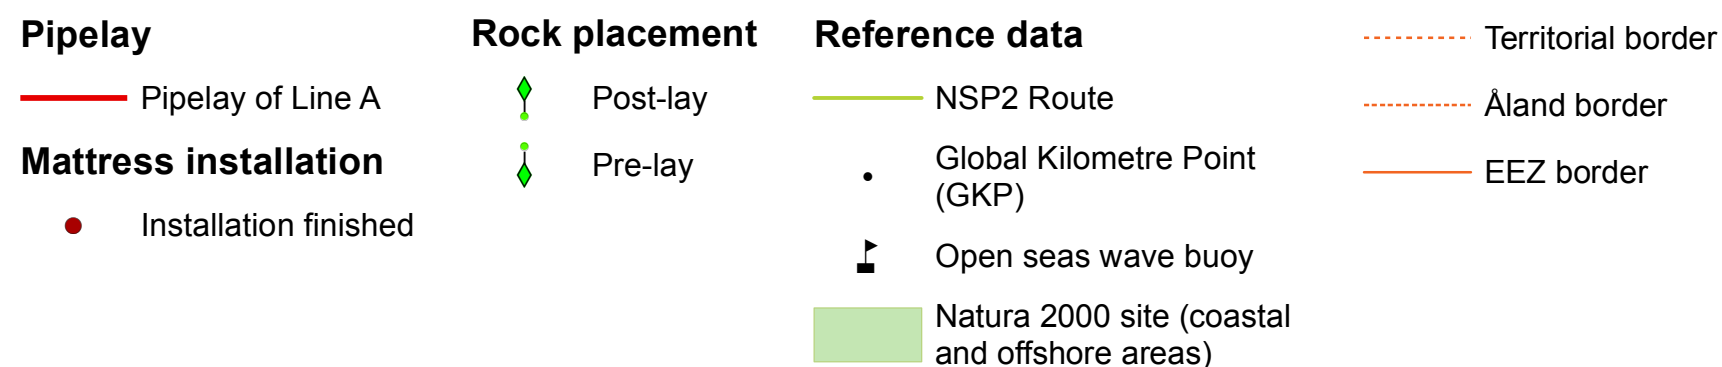 Pipelay
Pipelay of Line A
Mattress installation
Installation finished
Rock placement
Post-lay
Pre-lay
Reference data
NSP2 Route
Global Kilometre Point
(GKP)
Open seas wave buoy
Natura 2000 site (coastal
and offshore areas)
Territorial border
Åland border
EEZ border